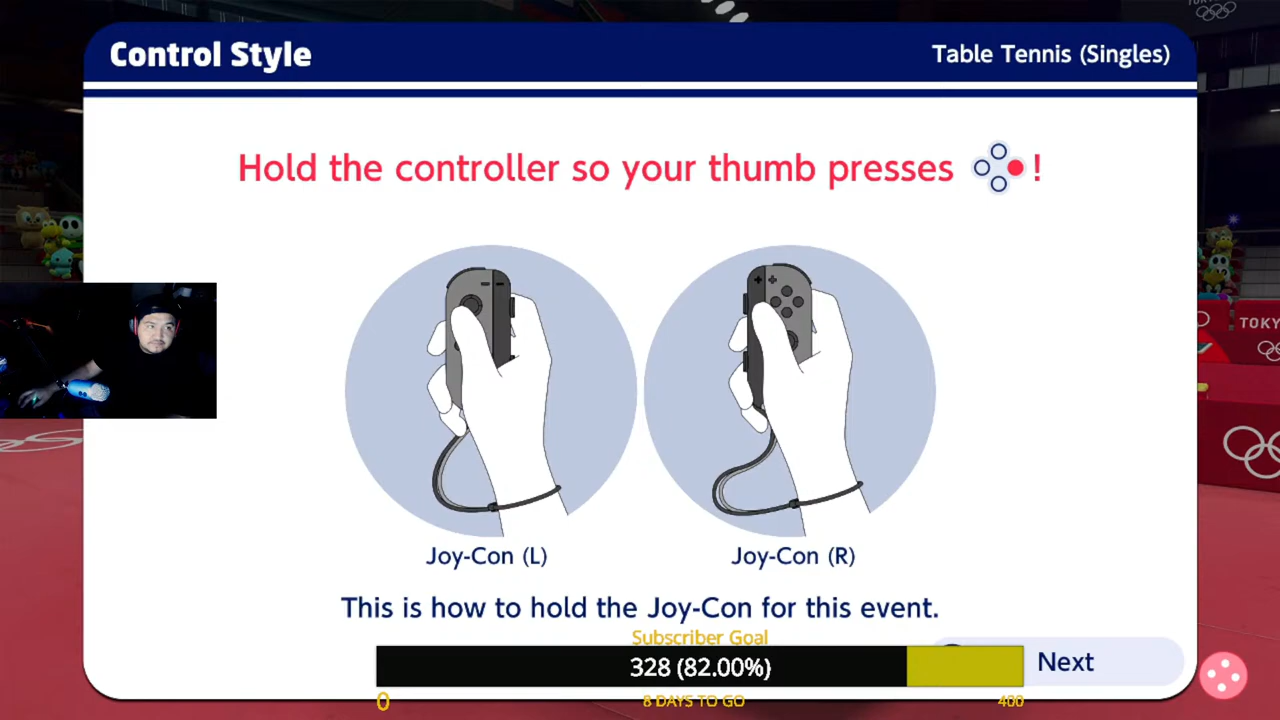 Control Style
Table Tennis (Singles)
Hold the controller so your thumb presses !
TOKY
Joy-Con (L)
Joy-Con (R)
This is how to hold the Joy-Con for this event.
Subscriber Goal
328 (82.00%)
Next
0
8 DAYS TO GO
400